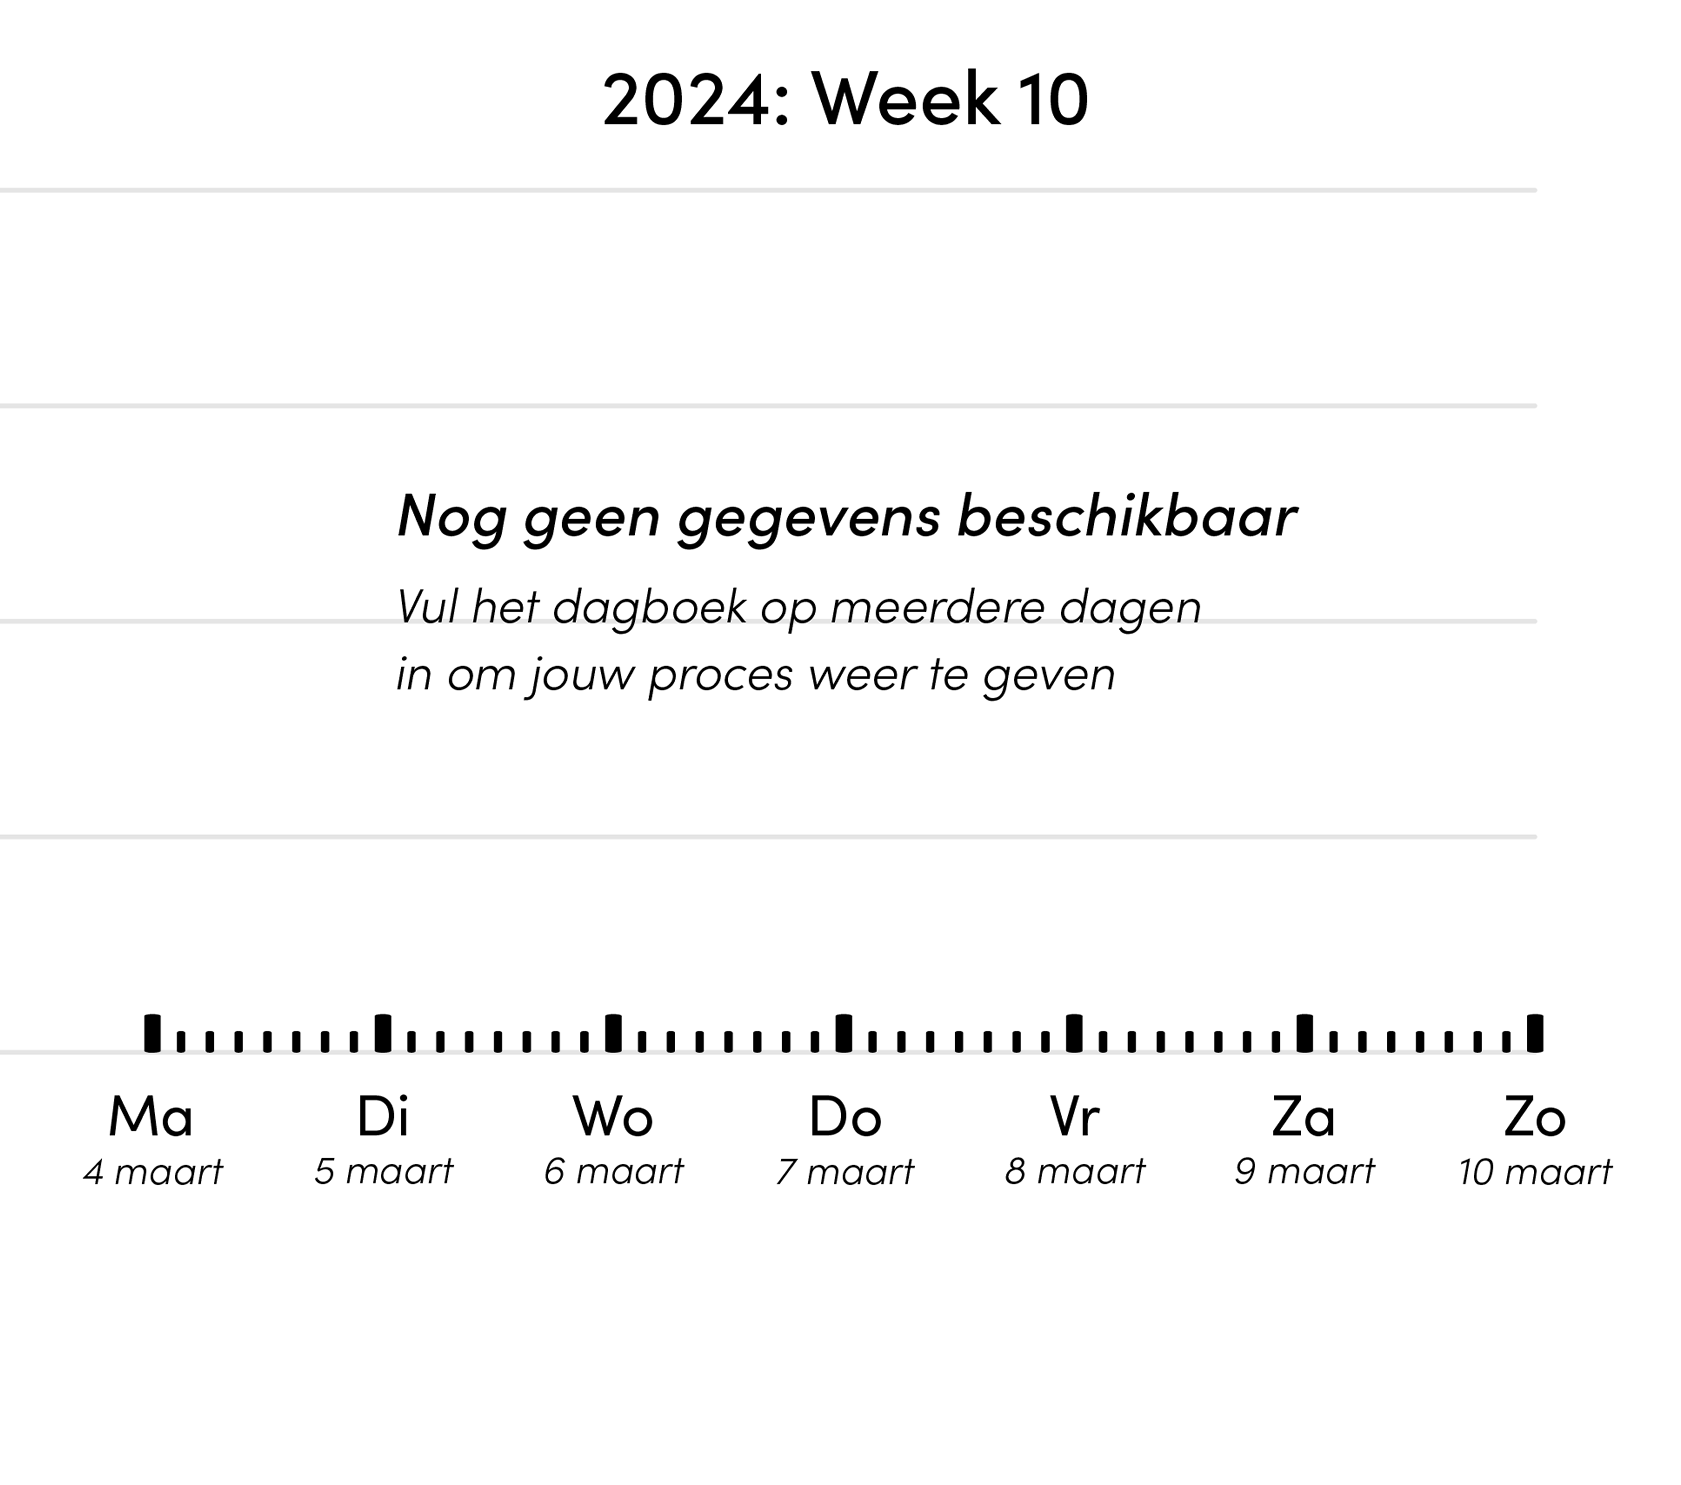 2024: Week 10
Nog geen gegevens beschikbaar
Vul het dagboek op meerdere dagen
in om jouw proces weer te geven
Ma Di Wo Do Vr Za Zo
4 maart 5 maart 6 maart 7 maart 8 maart 9 maart 10 maart